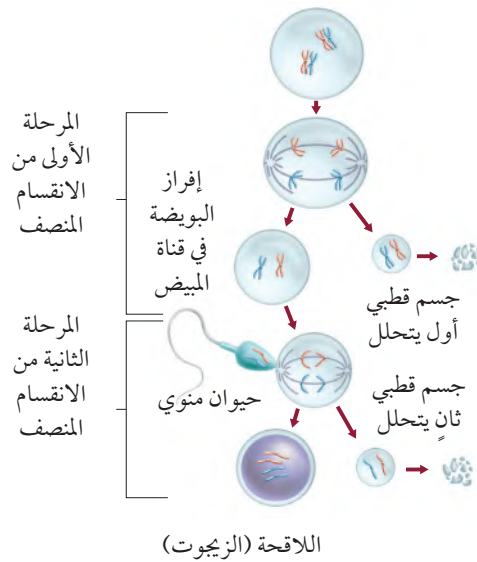 المرحلة
الأولى من
الانقسام
المنصف
إفراز
البويضة
في قناة
المبيض
جسم قطبي
أول يتحلل
المرحلة
الثانية من
الانقسام
المنصف
حيوان منوي
جسم قطبي
ثانٍ يتحلل
اللاقحة (الزيجوت)